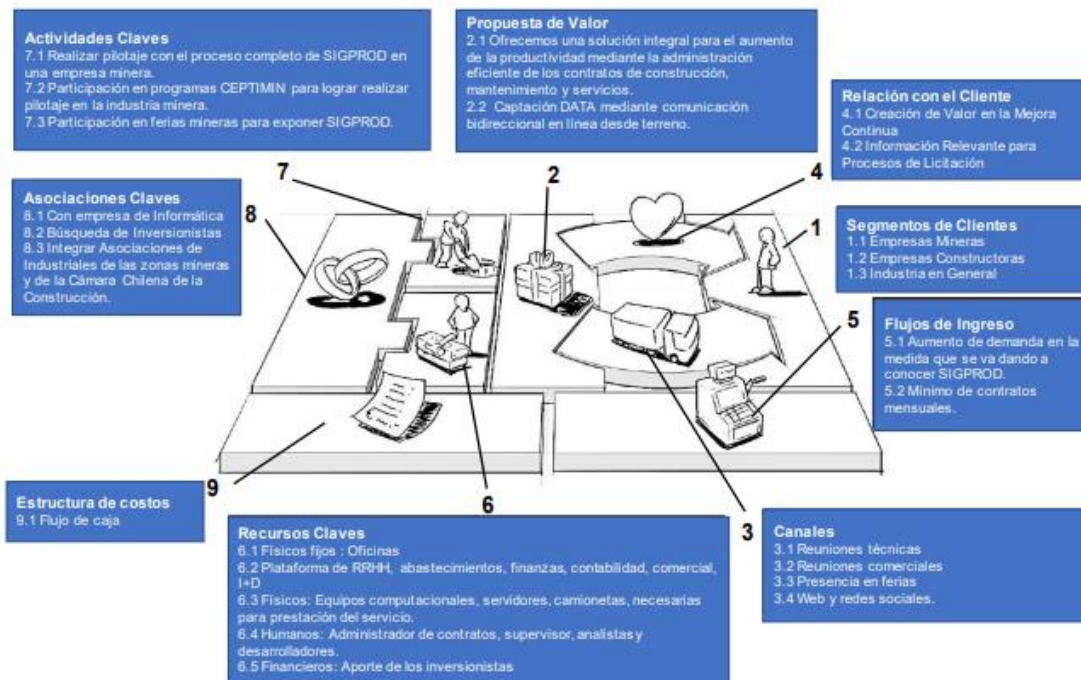 Actividades Claves
7.1 Realizar pilotaje con el proceso completo de SIGPROD en
una empresa minera.
7.2 Participación en programas CEPTIMIN para lograr realizar
pilotaje en la industria minera.
7.3 Participación en ferias mineras para exponer SIGPROD.
Propuesta de Valor
2.1 Ofrecemos una solución integral para el aumento
de la productividad mediante la administración
eficiente de los contratos de construcción,
mantenimiento y servicios.
2.2 Captación DATA mediante comunicación
bidireccional en línea desde terreno.
Relación con el Cliente
4.1 Creación de Valor en la Mejora
Continua
4.2 Información Relevante para
Procesos de Licitación
7
2
4
Asociaciones Claves
8.1 Con empresa de Informática
8.2 Búsqueda de Inversionistas
8.3 Integrar Asociaciones de
Industriales de las zonas mineras
y de la Cámara Chilena de la
Construcción.
8
1
Segmentos de Clientes
1.1 Empresas Mineras
1.2 Empresas Constructoras
1.3 Industria en General
5
Flujos de Ingreso
5.1 Aumento de demanda en la
medida que se va dando a
conocer SIGPROD.
5.2 Minimo de contratos
mensuales.
9
Estructura de costos
9.1 Flujo de caja
6
Recursos Claves
6.1 Físicos fijos : Oficinas
6.2 Plataforma de RRHH, abastecimientos, finanzas, contabilidad, comercial,
I+D
6.3 Físicos: Equipos computacionales, servidores, camionetas, necesarias
para prestación del servicio.
6.4 Humanos: Administrador de contratos, supervisor, analistas y
desarrolladores.
6.5 Financieros: Aporte de los inversionistas
3
Canales
3.1 Reuniones técnicas
3.2 Reuniones comerciales
3.3 Presencia en ferias
3.4 Web y redes sociales.